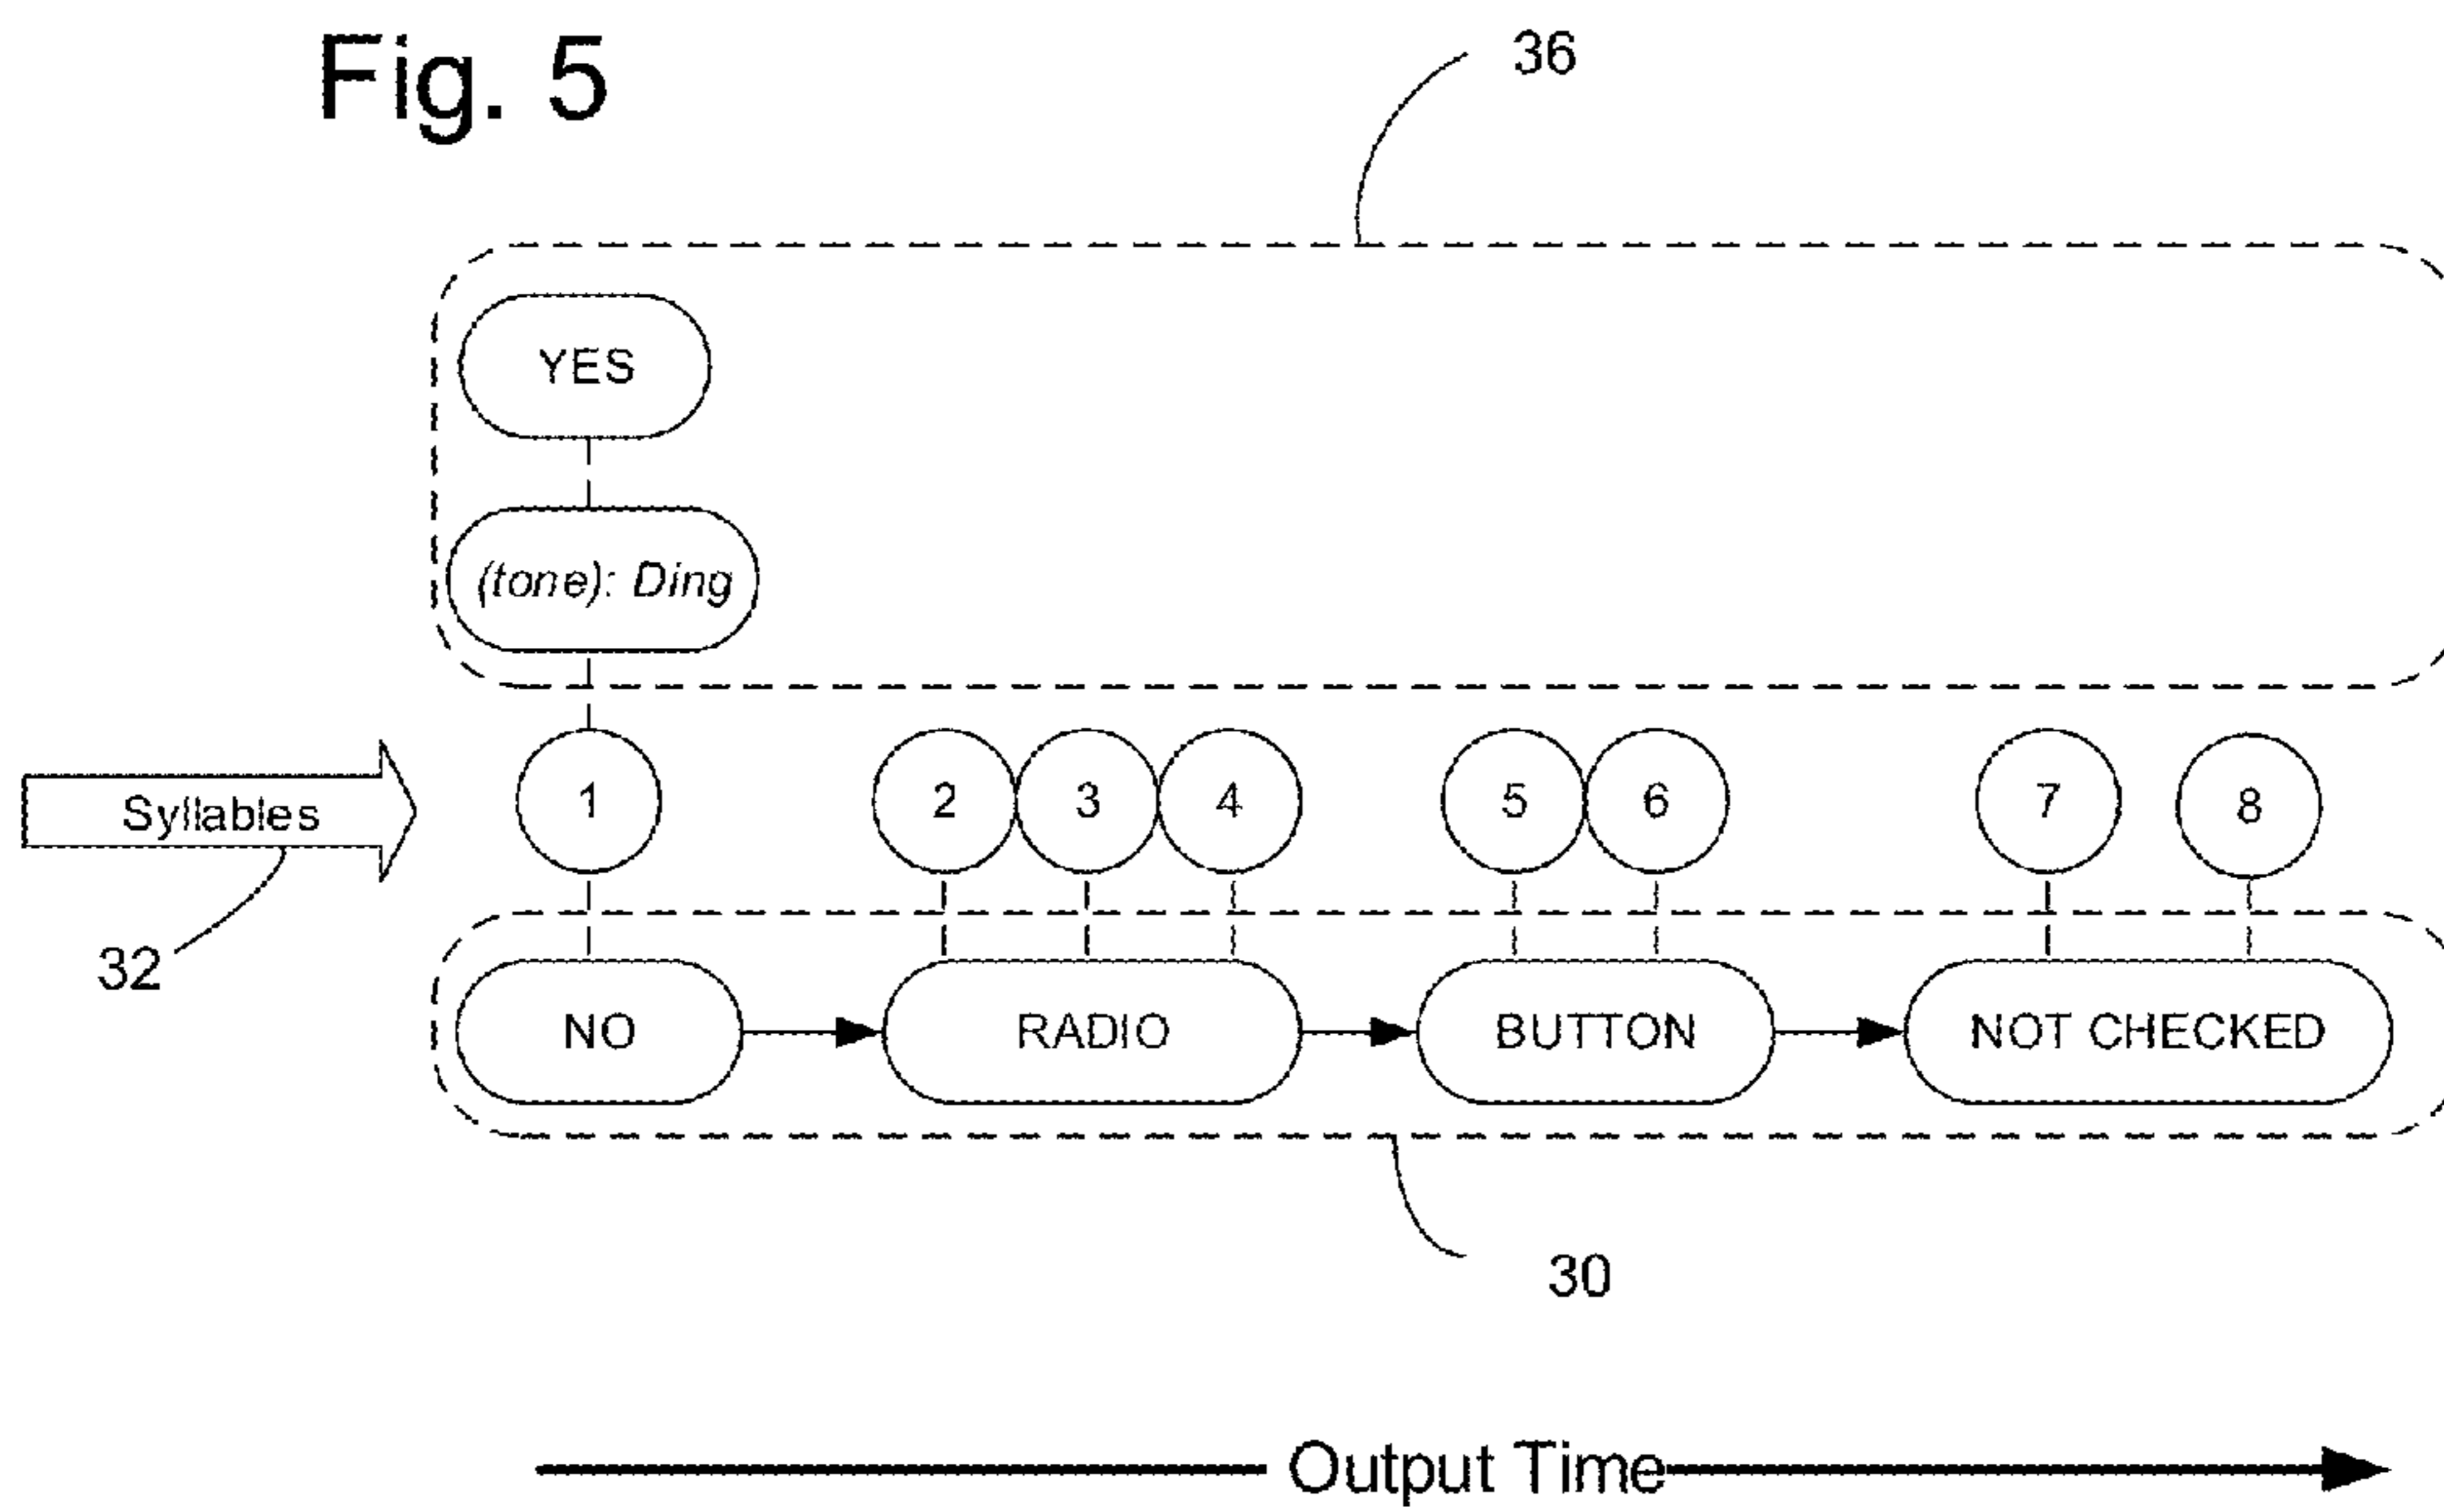 Fig. 5
36
YES
(tone): Ding
Syllables
1 2 3 4 5 6 7 8
32
NO RADIO BUTTON NOT CHECKED
30
Output Time